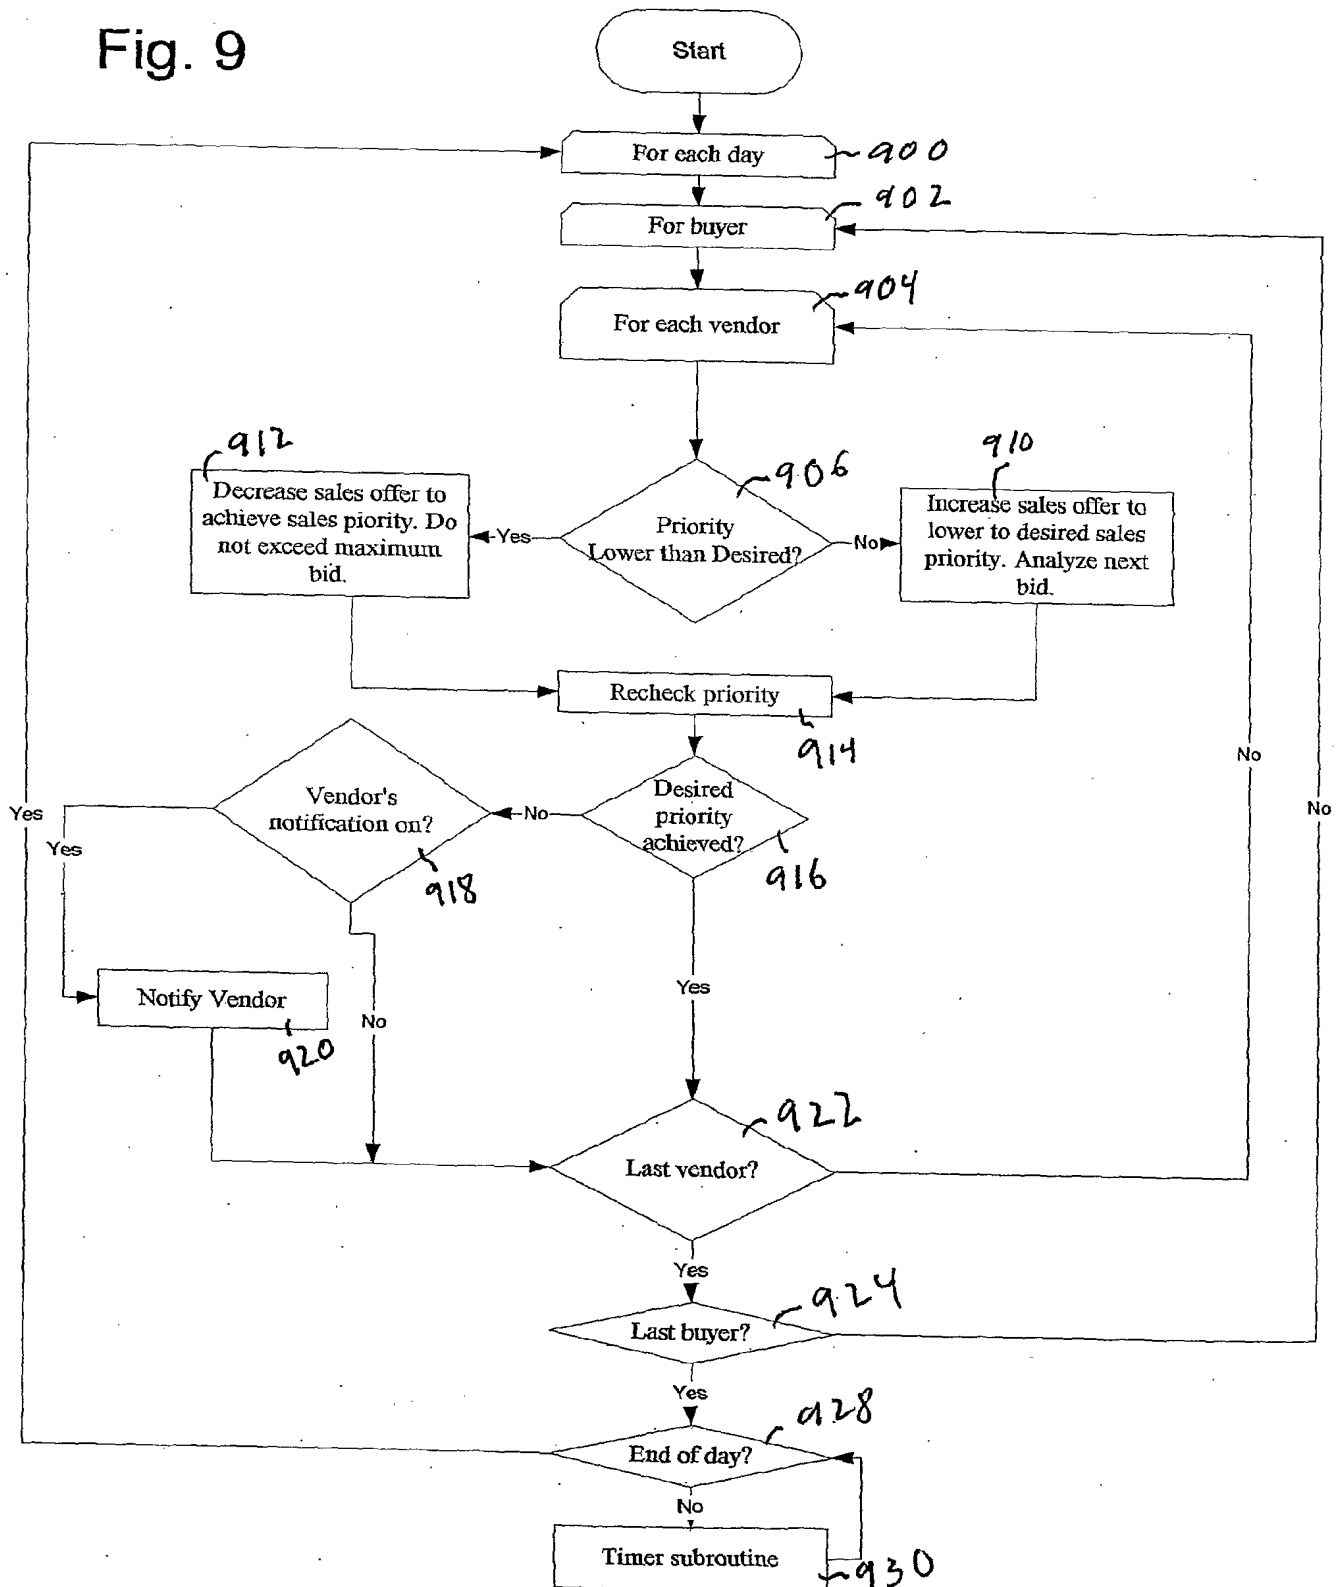 Fig. 9
Start
For each day
900
902
For buyer
904
For each vendor
912
910
906
Decrease sales offer to
achieve sales piority. Do
not exceed maximum
bid.
Yes
Priority
Lower than Desired?
No
Increase sales offer to
lower to desired sales
priority. Analyze next
bid.
Recheck priority
914
No
Yes
Vendor's
notification on?
No
Desired
priority
achieved?
No
Yes
918
916
Notify Vendor
Yes
No
920
922
Last vendor?
Yes
924
Last buyer?
Yes
928
End of day?
No
Timer subroutine
930